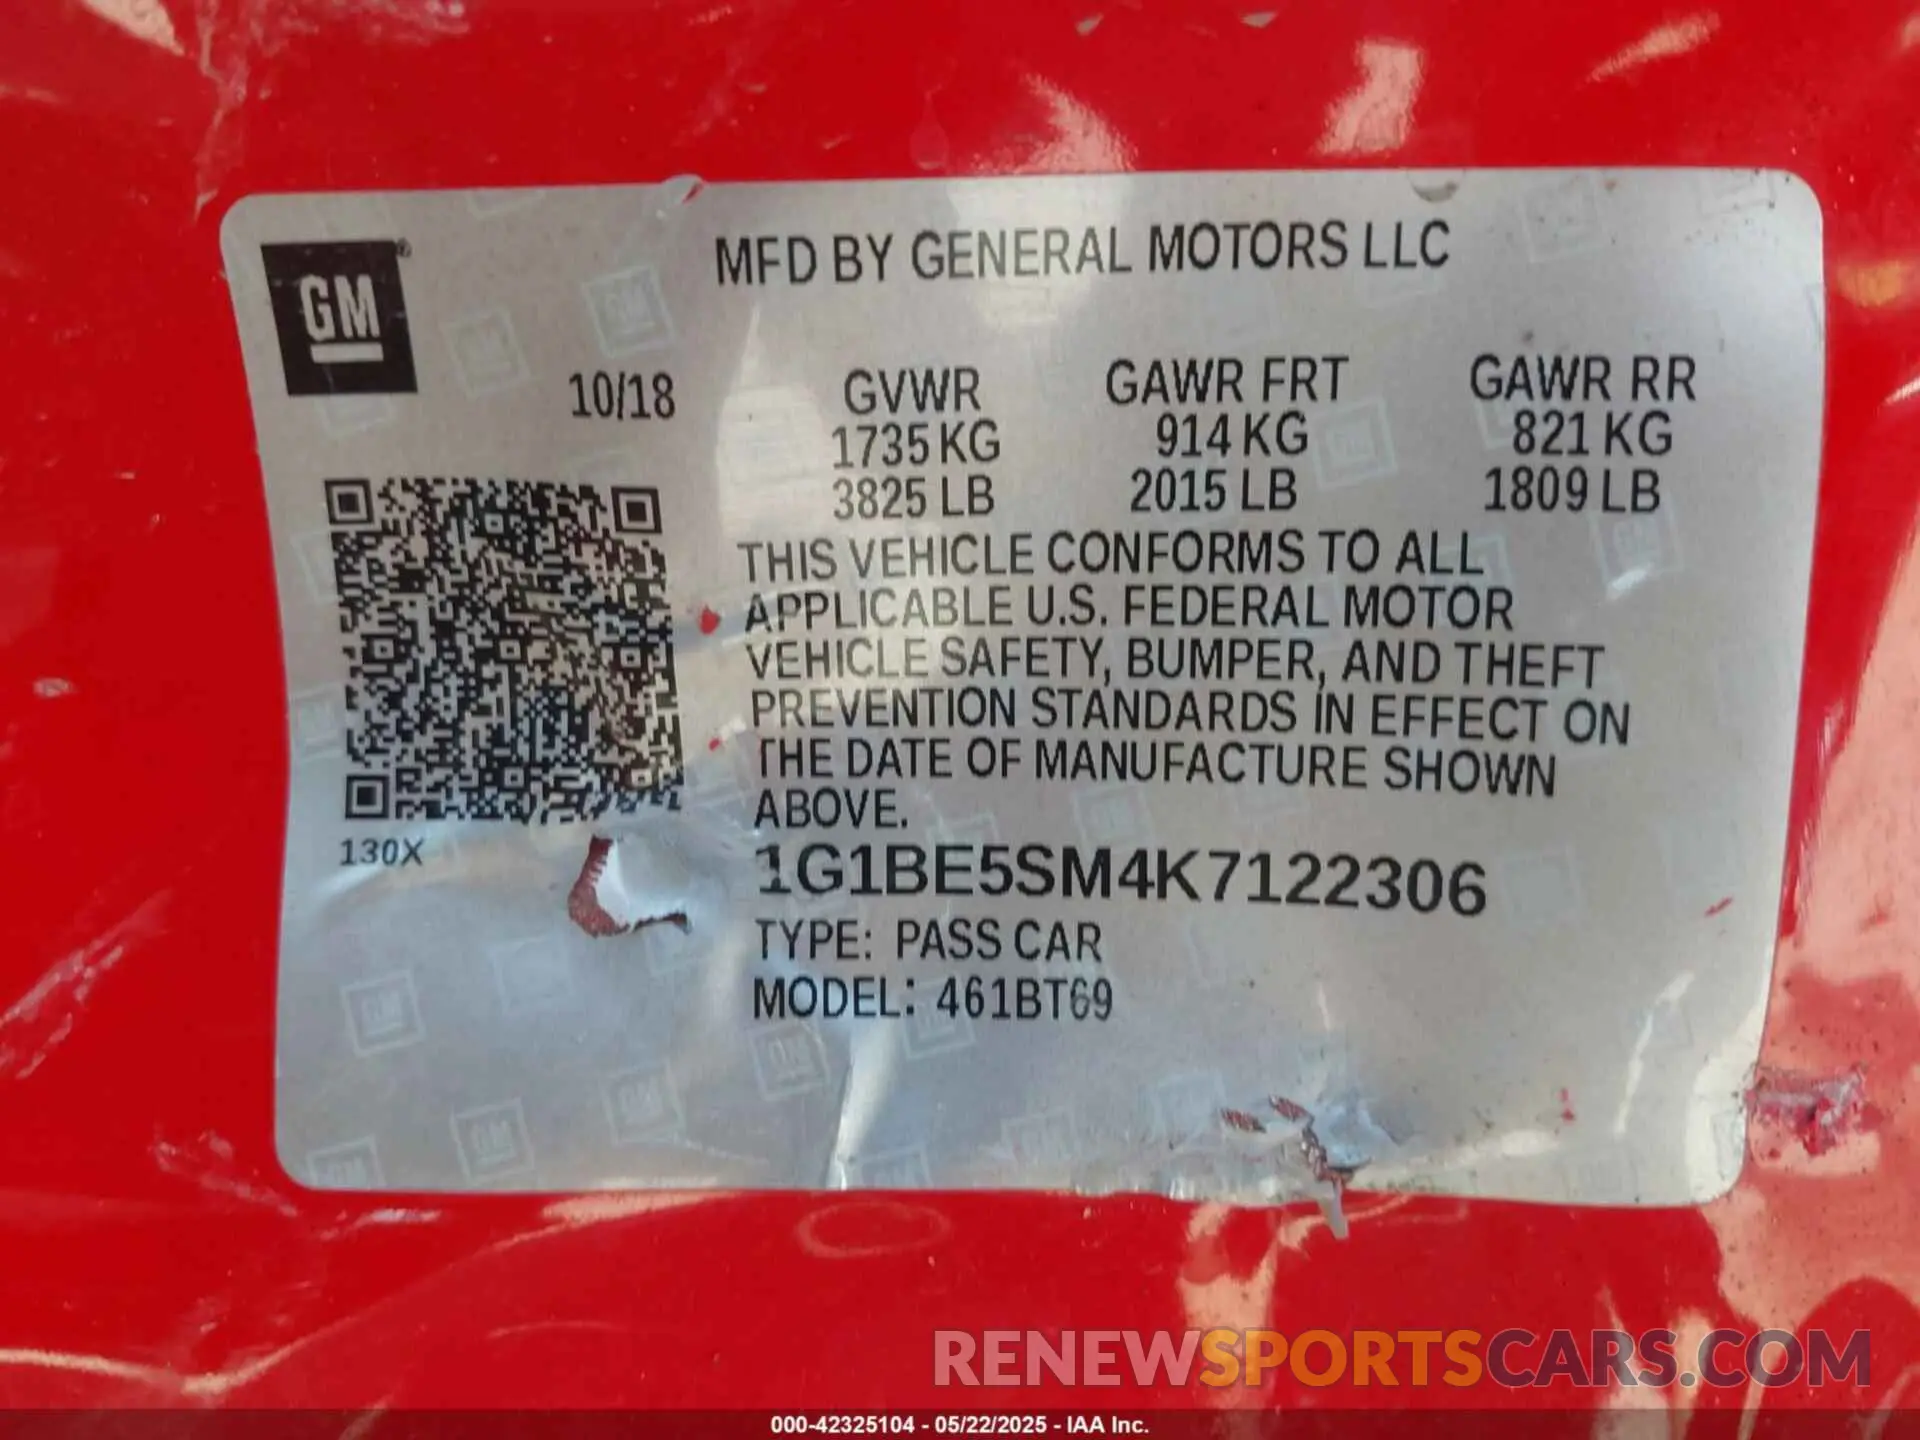 GM
MFD BY GENERAL MOTORS LLC
10/18
GVWR GAWR FRT GAWR RR
1735 KG 914 KG 821 KG
3825 LB 2015 LB 1809 LB
THIS VEHICLE CONFORMS TO ALL
APPLICABLE U.S. FEDERAL MOTOR
VEHICLE SAFETY, BUMPER, AND THEFT
PREVENTION STANDARDS IN EFFECT ON
THE DATE OF MANUFACTURE SHOWN
ABOVE.
130X
1G1BE5SM4K7122306
TYPE: PASS CAR
MODEL: 461BT69
RENEWSPORTSCARS.COM
000-42325104 - 05/22/2025 - IAA Inc.